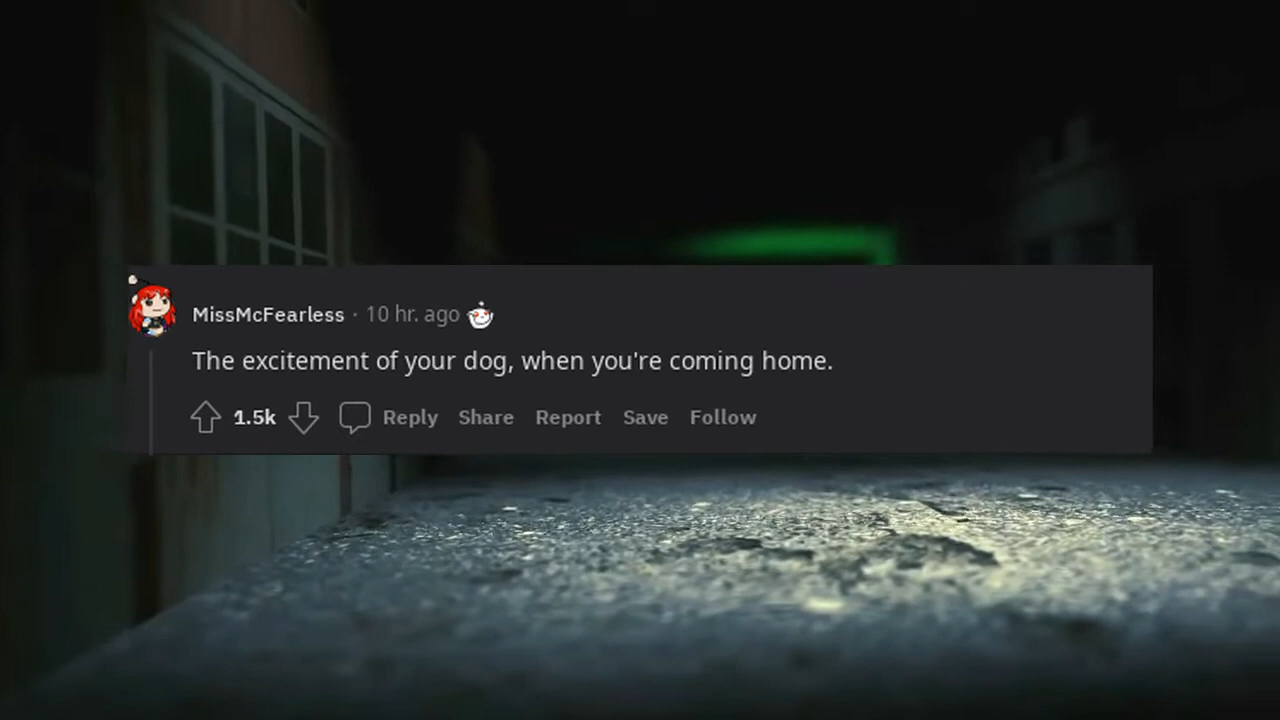 MissMcFearless · 10 hr. ago
The excitement of your dog, when you're coming home.
1.5k Reply Share Report Save Follow